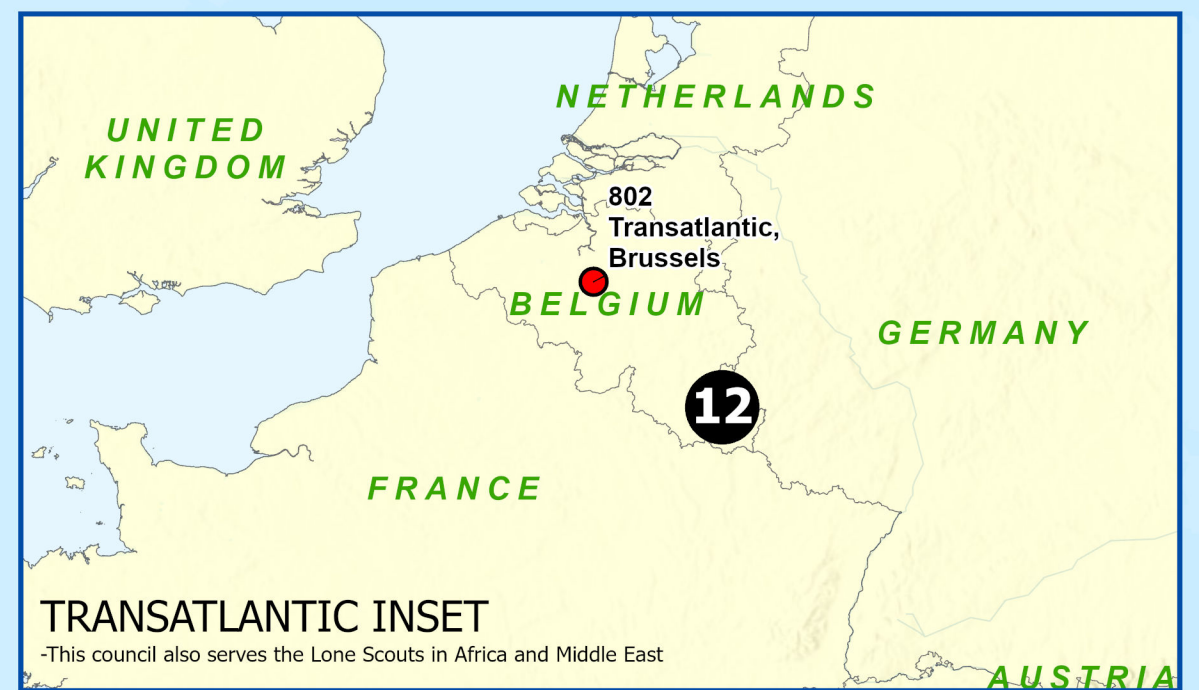 NETHERLANDS
UNITED
KINGDOM
802
Transatlantic,
Brussels
BELGIUM
GERMANY
12
FRANCE
TRANSATLANTIC INSET
-This council also serves the Lone Scouts in Africa and Middle East
AUSTRIA